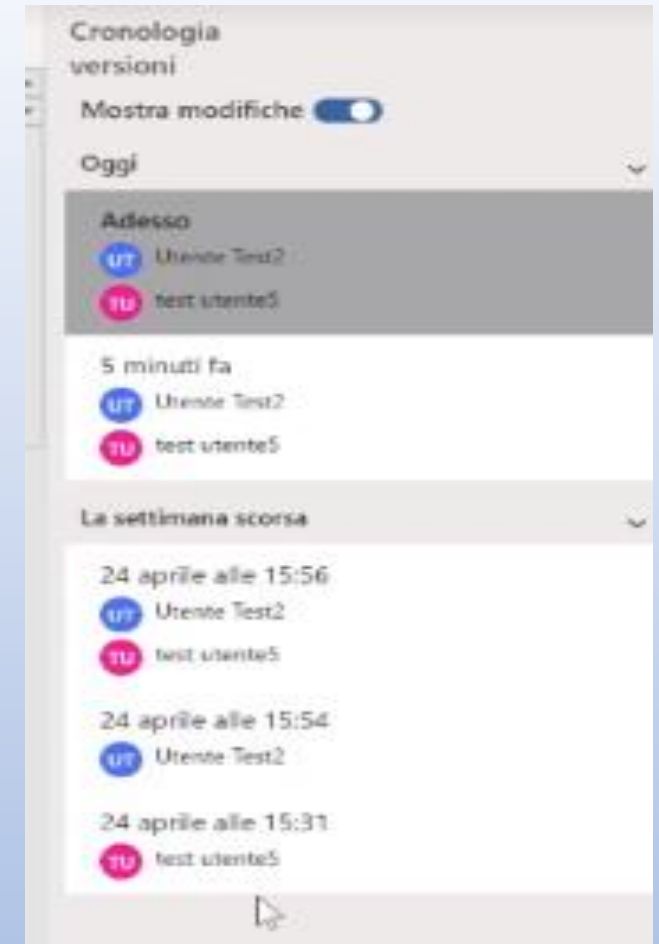 Cronologia
versioni
Mostra modifiche
Oggi
Adesso
UT Utente Test2
TU test utente5
5 minuti fa
UT Utente Test2
TU test utente5
La settimana scorsa
24 aprile alle 15:56
UT Utente Test2
TU test utente5
24 aprile alle 15:54
UT Utente Test2
24 aprile alle 15:31
TU test utente5